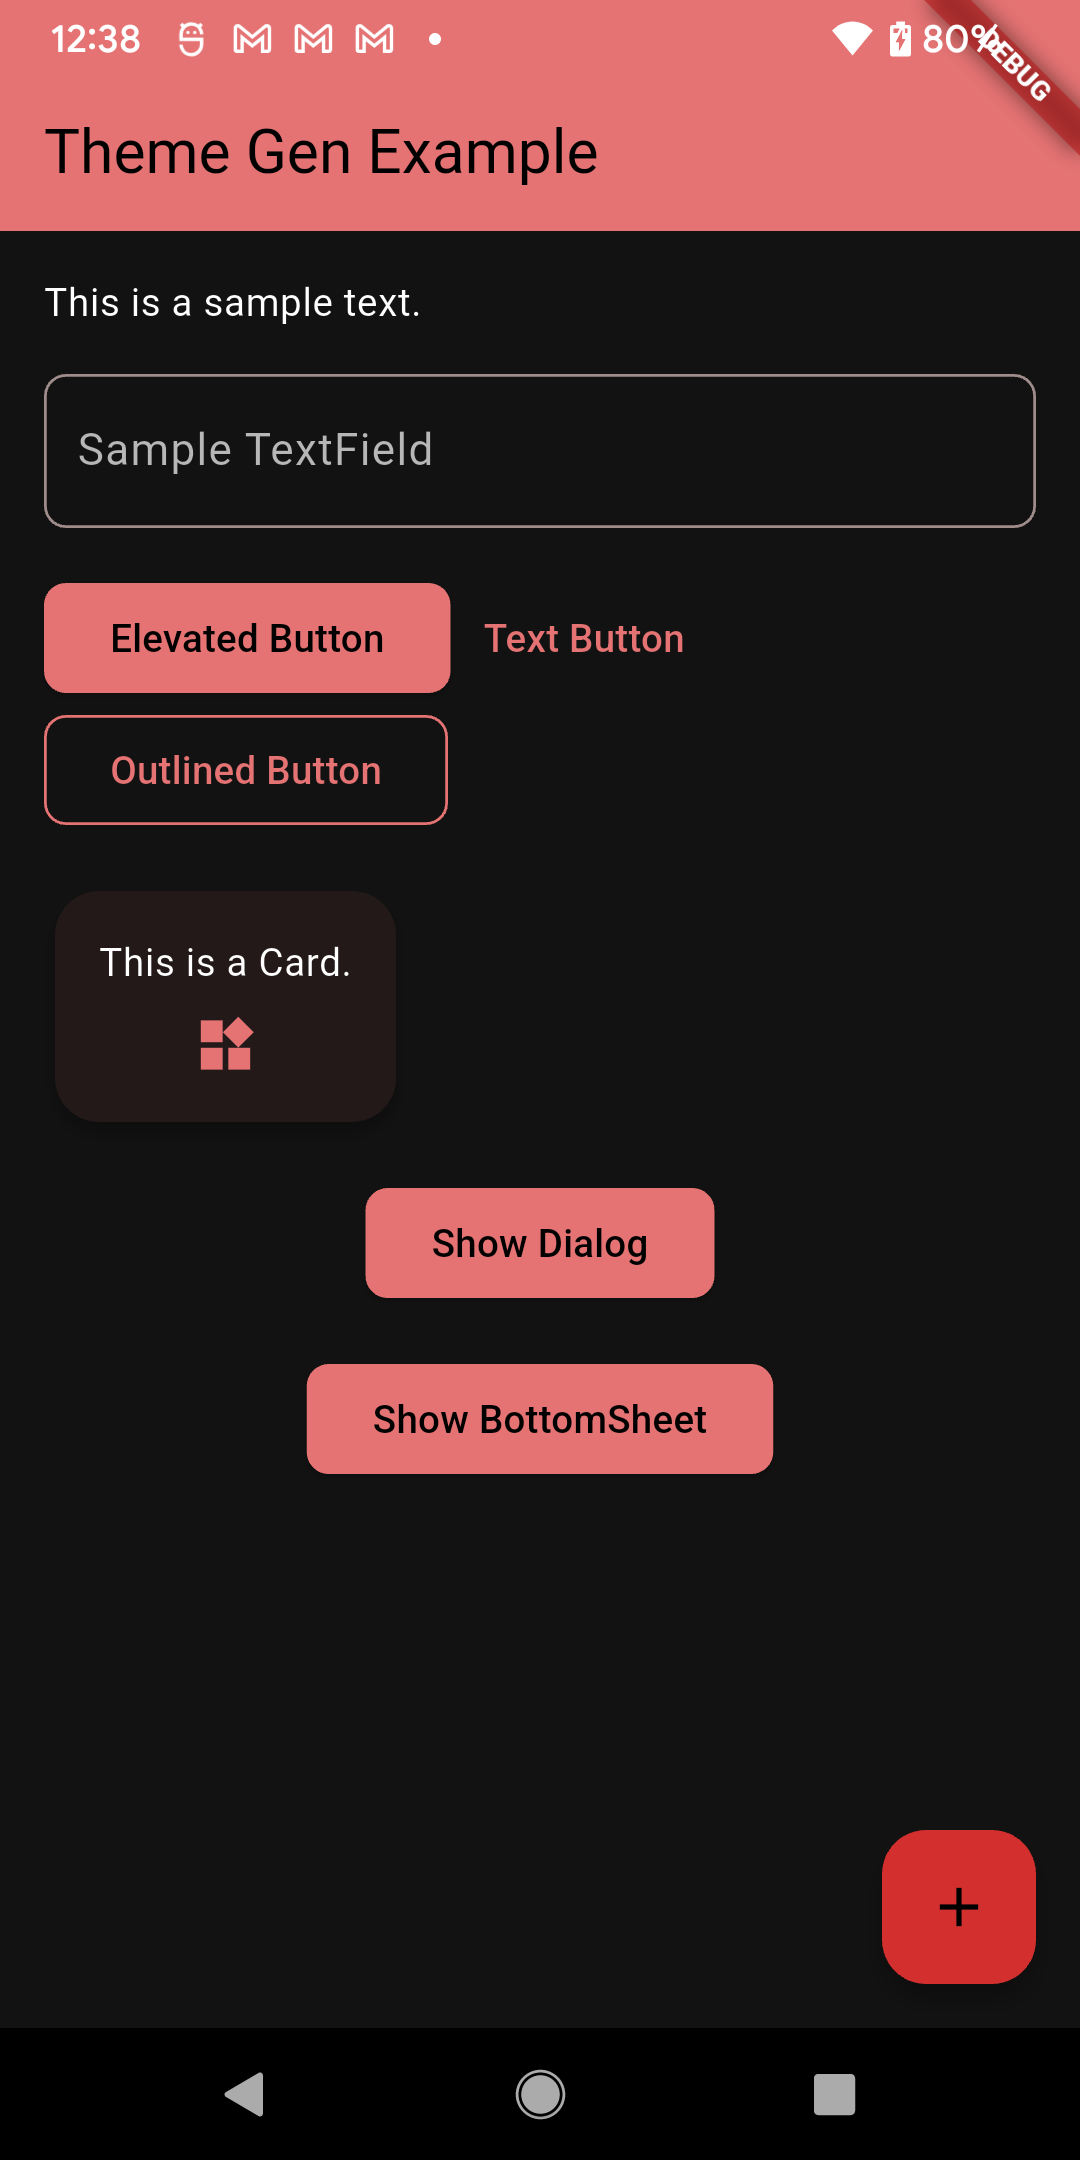 12:38 80%
DEBUG
Theme Gen Example
This is a sample text.
Sample TextField
Elevated Button Text Button
Outlined Button
This is a Card.
Show Dialog
Show BottomSheet